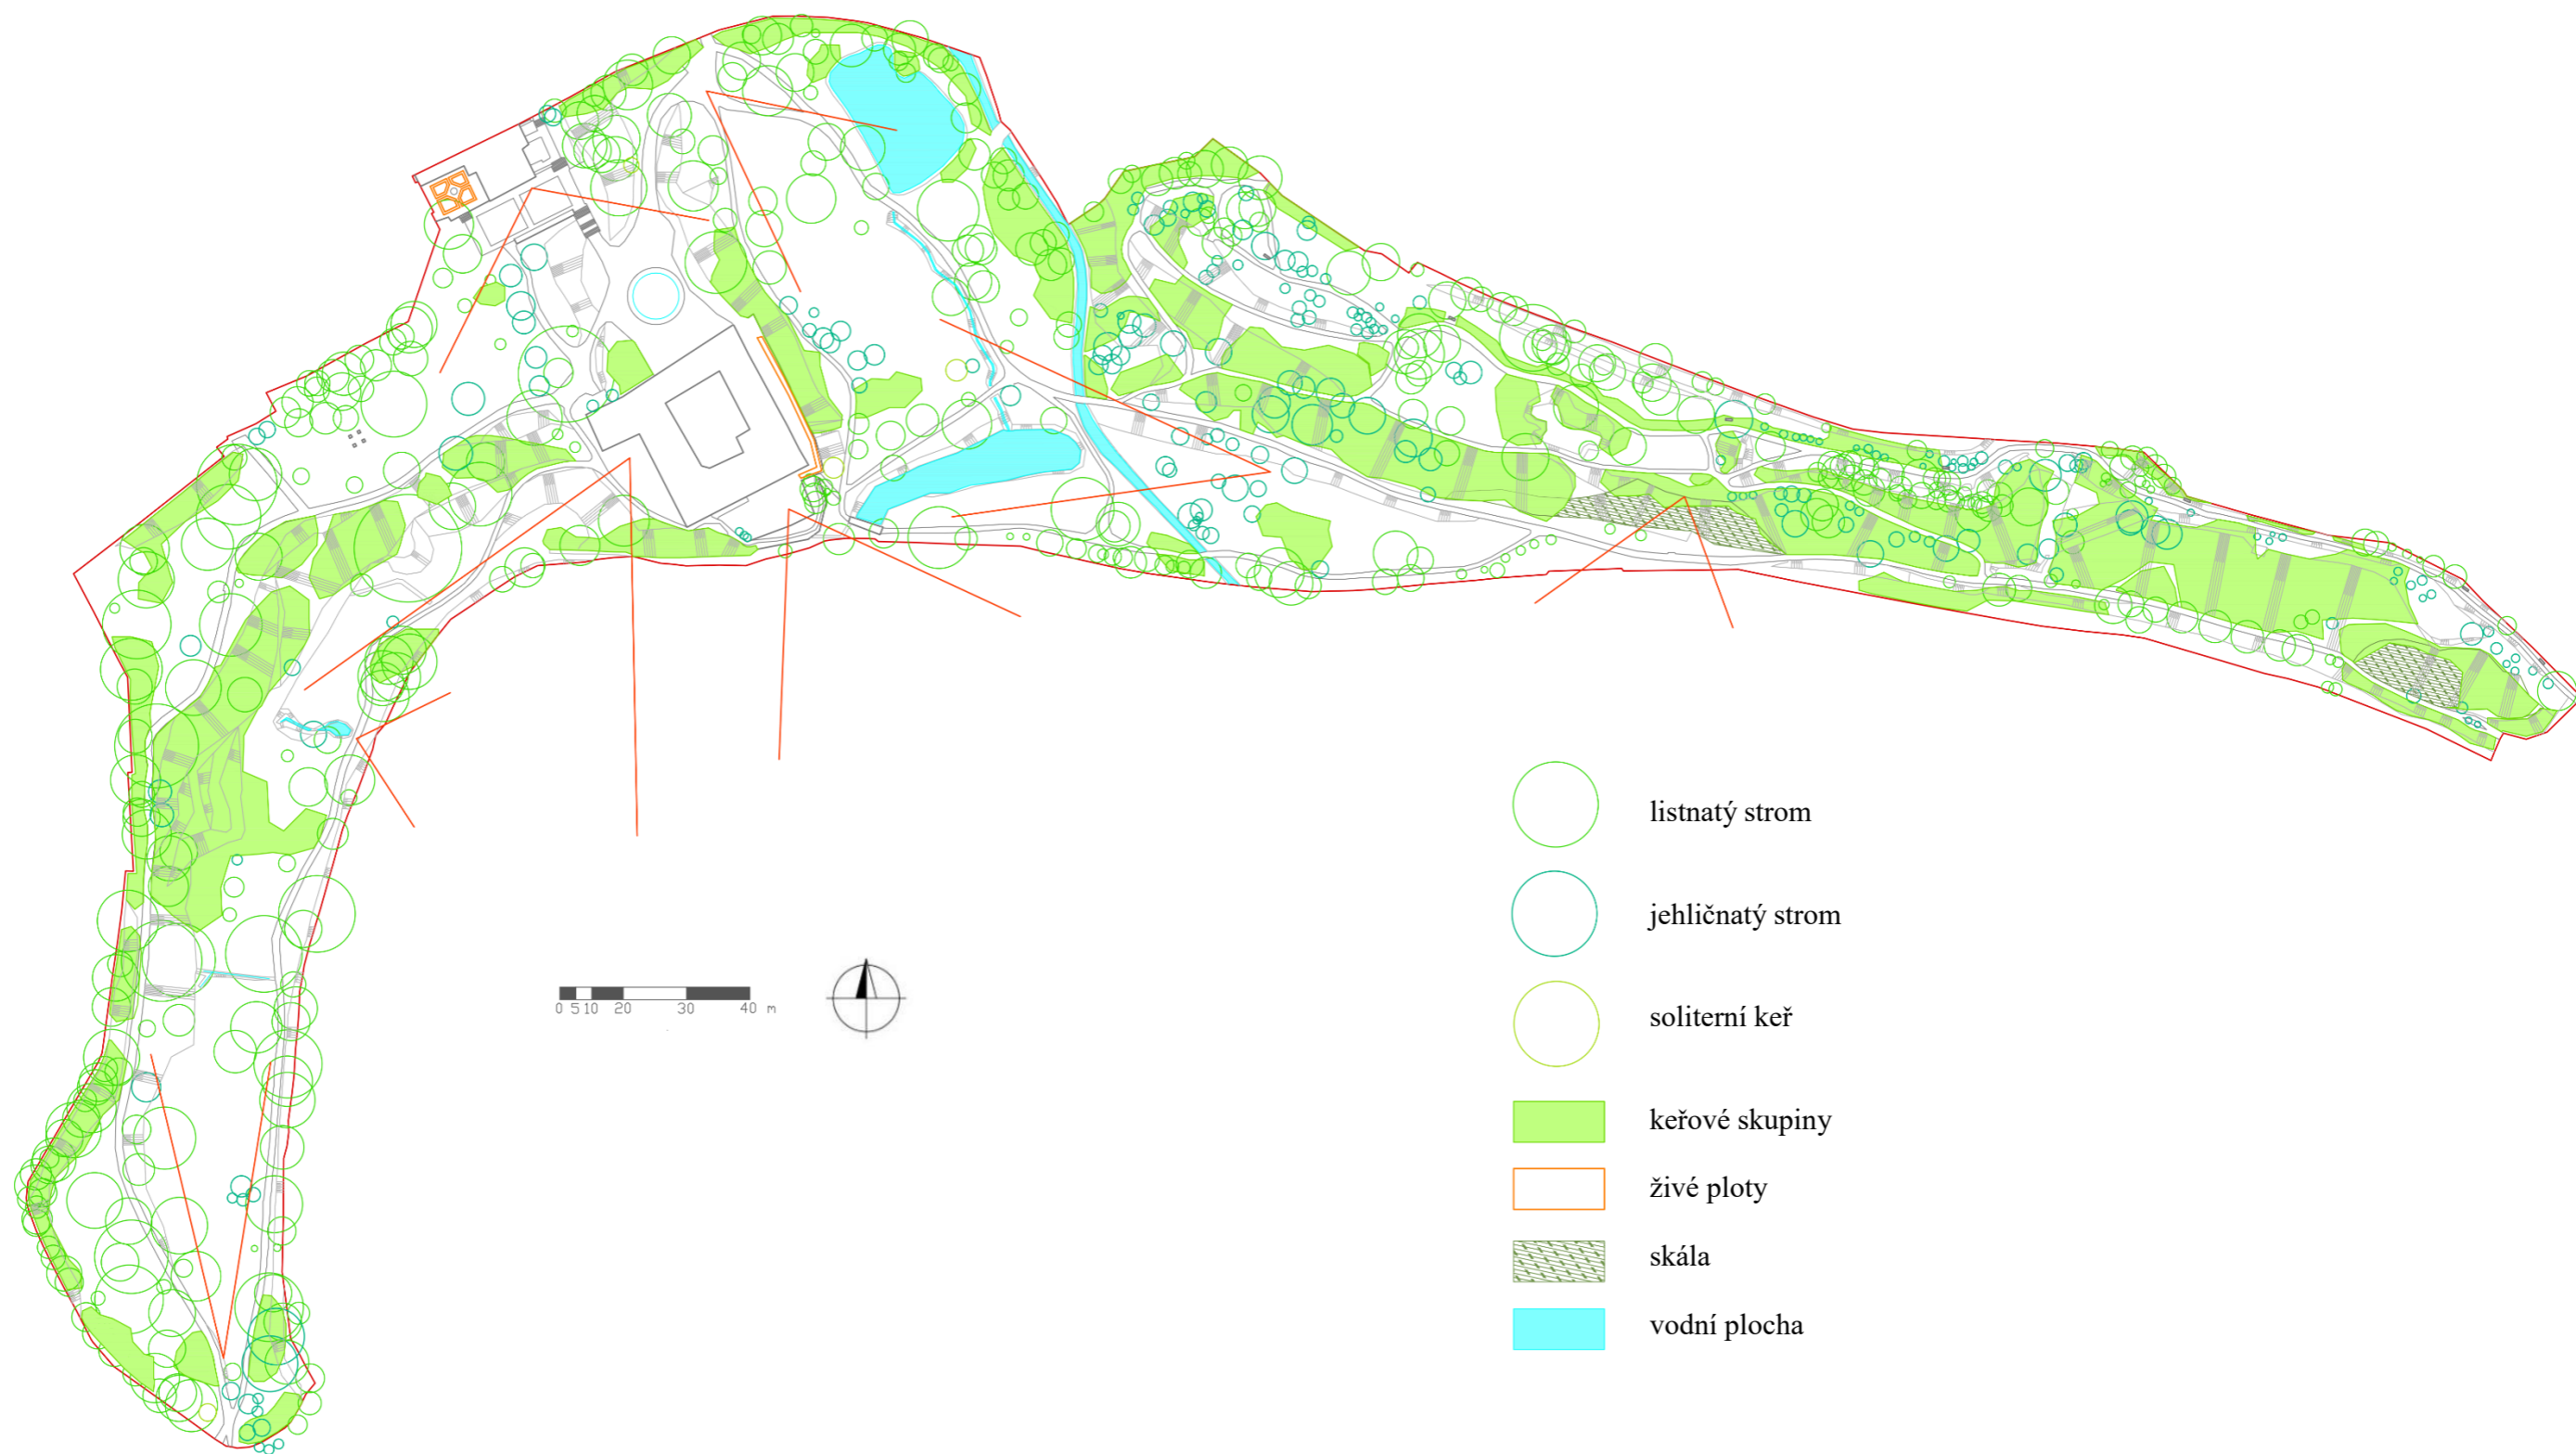 listnatý strom
jehličnatý strom
soliterní keř
keřové skupiny
živé ploty
skála
vodní plocha
0 5 10 20 30 40 m